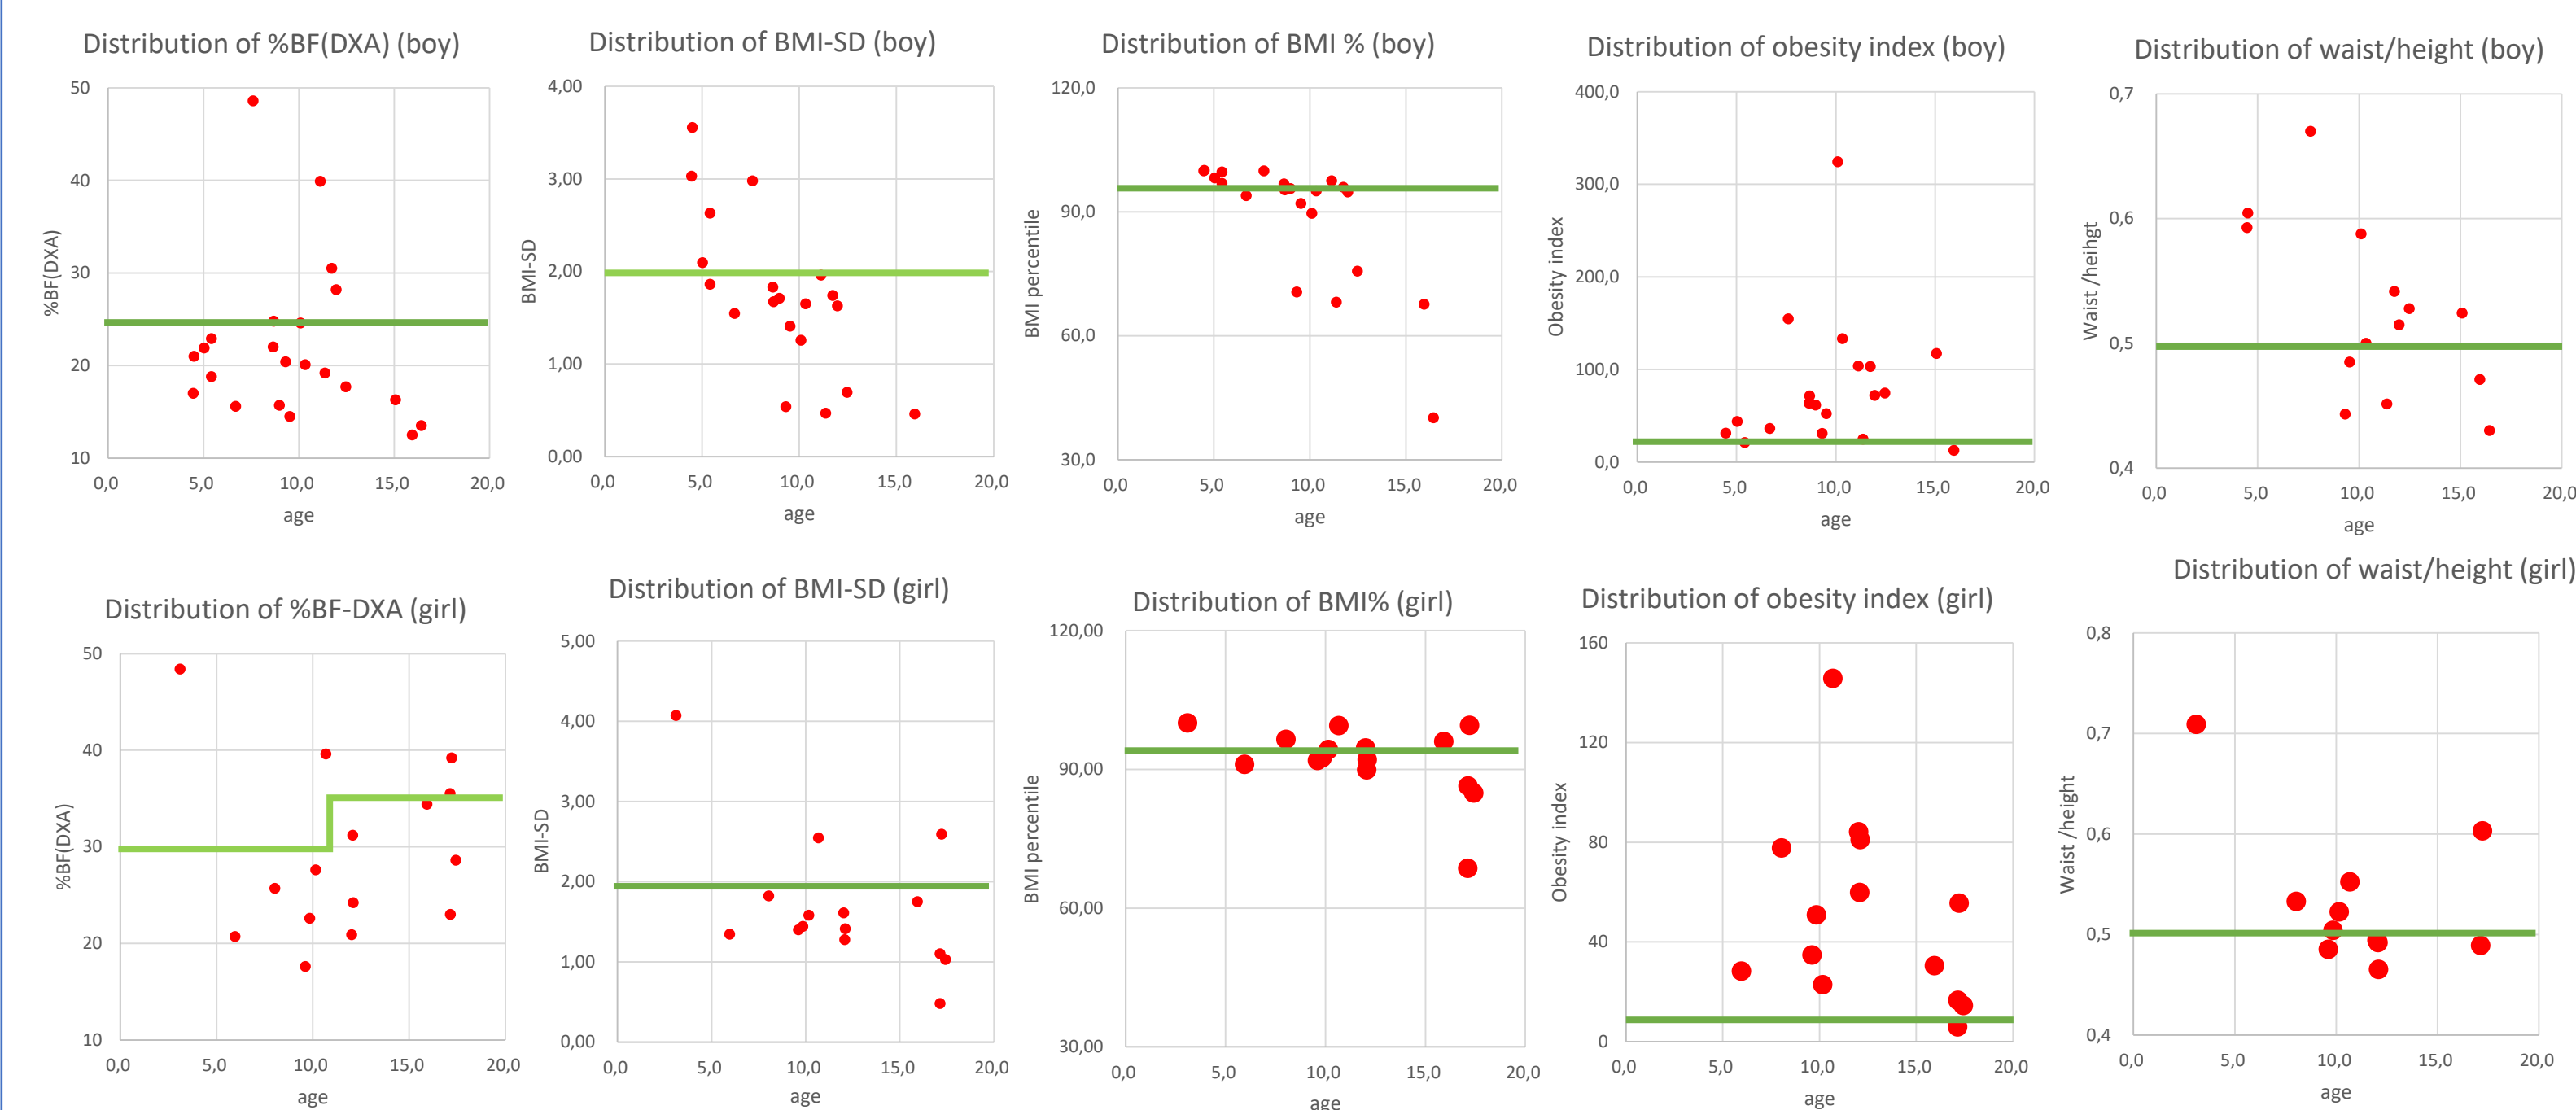 Distribution of %BF(DXA) (boy)
50
40
30
20
10
%BF(DXA)
0,0 5,0 10,0 15,0 20,0
age
Distribution of BMI-SD (boy)
4,00
3,00
2,00
1,00
0,00
BMI-SD
0,0 5,0 10,0 15,0 20,0
age
Distribution of BMI % (boy)
120,0
90,0
60,0
30,0
BMI percentile
0,0 5,0 10,0 15,0 20,0
age
Distribution of obesity index (boy)
400,0
300,0
200,0
100,0
0,0
Obesity index
0,0 5,0 10,0 15,0 20,0
age
Distribution of waist/height (boy)
0,7
0,6
0,5
0,4
Waist /heihgt
0,0 5,0 10,0 15,0 20,0
age
Distribution of %BF-DXA (girl)
50
40
30
20
10
%BF(DXA)
0,0 5,0 10,0 15,0 20,0
age
Distribution of BMI-SD (girl)
5,00
4,00
3,00
2,00
1,00
0,00
BMI-SD
0,0 5,0 10,0 15,0 20,0
age
Distribution of BMI% (girl)
120,00
90,00
60,00
30,00
BMI percentile
0,0 5,0 10,0 15,0 20,0
age
Distribution of obesity index (girl)
160
120
80
40
0
Obesity index
0,0 5,0 10,0 15,0 20,0
age
Distribution of waist/height (girl)
0,8
0,7
0,6
0,5
0,4
Waist /height
0,0 5,0 10,0 15,0 20,0
age